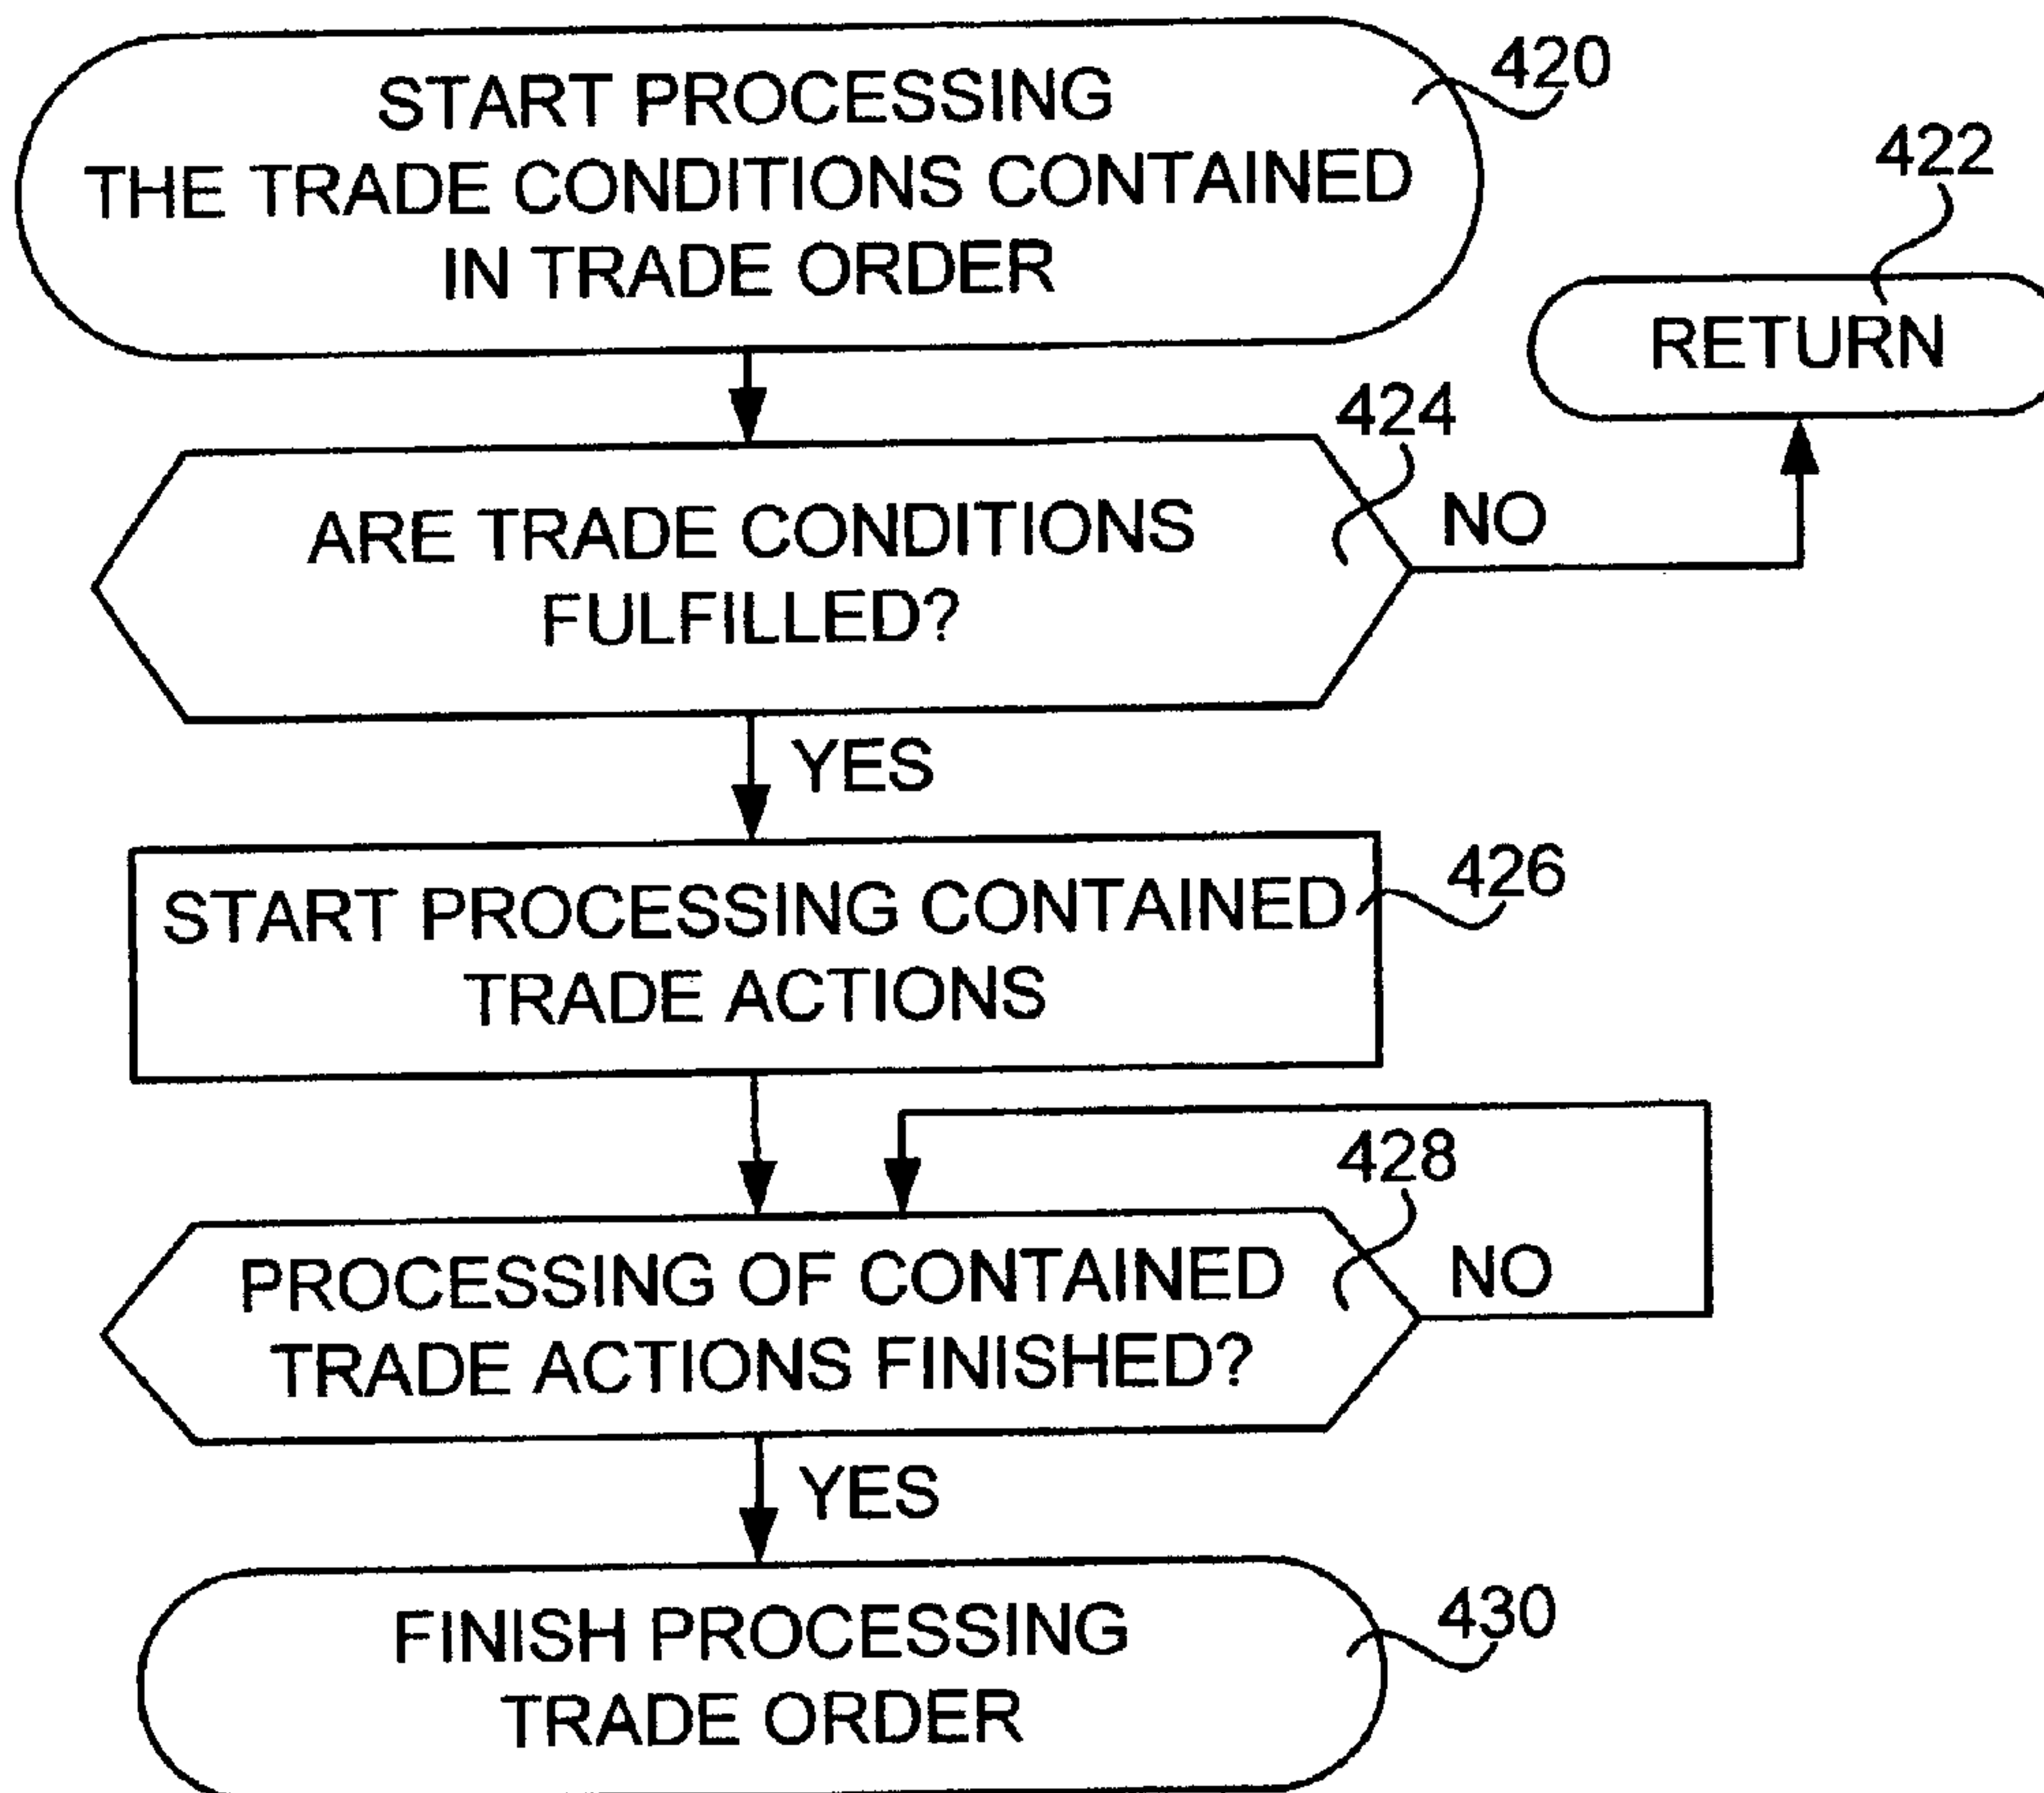 START PROCESSING
THE TRADE CONDITIONS CONTAINED
IN TRADE ORDER
420
422
RETURN
424
ARE TRADE CONDITIONS
FULFILLED?
NO
YES
START PROCESSING CONTAINED
TRADE ACTIONS
426
428
PROCESSING OF CONTAINED
TRADE ACTIONS FINISHED?
NO
YES
FINISH PROCESSING
TRADE ORDER
430